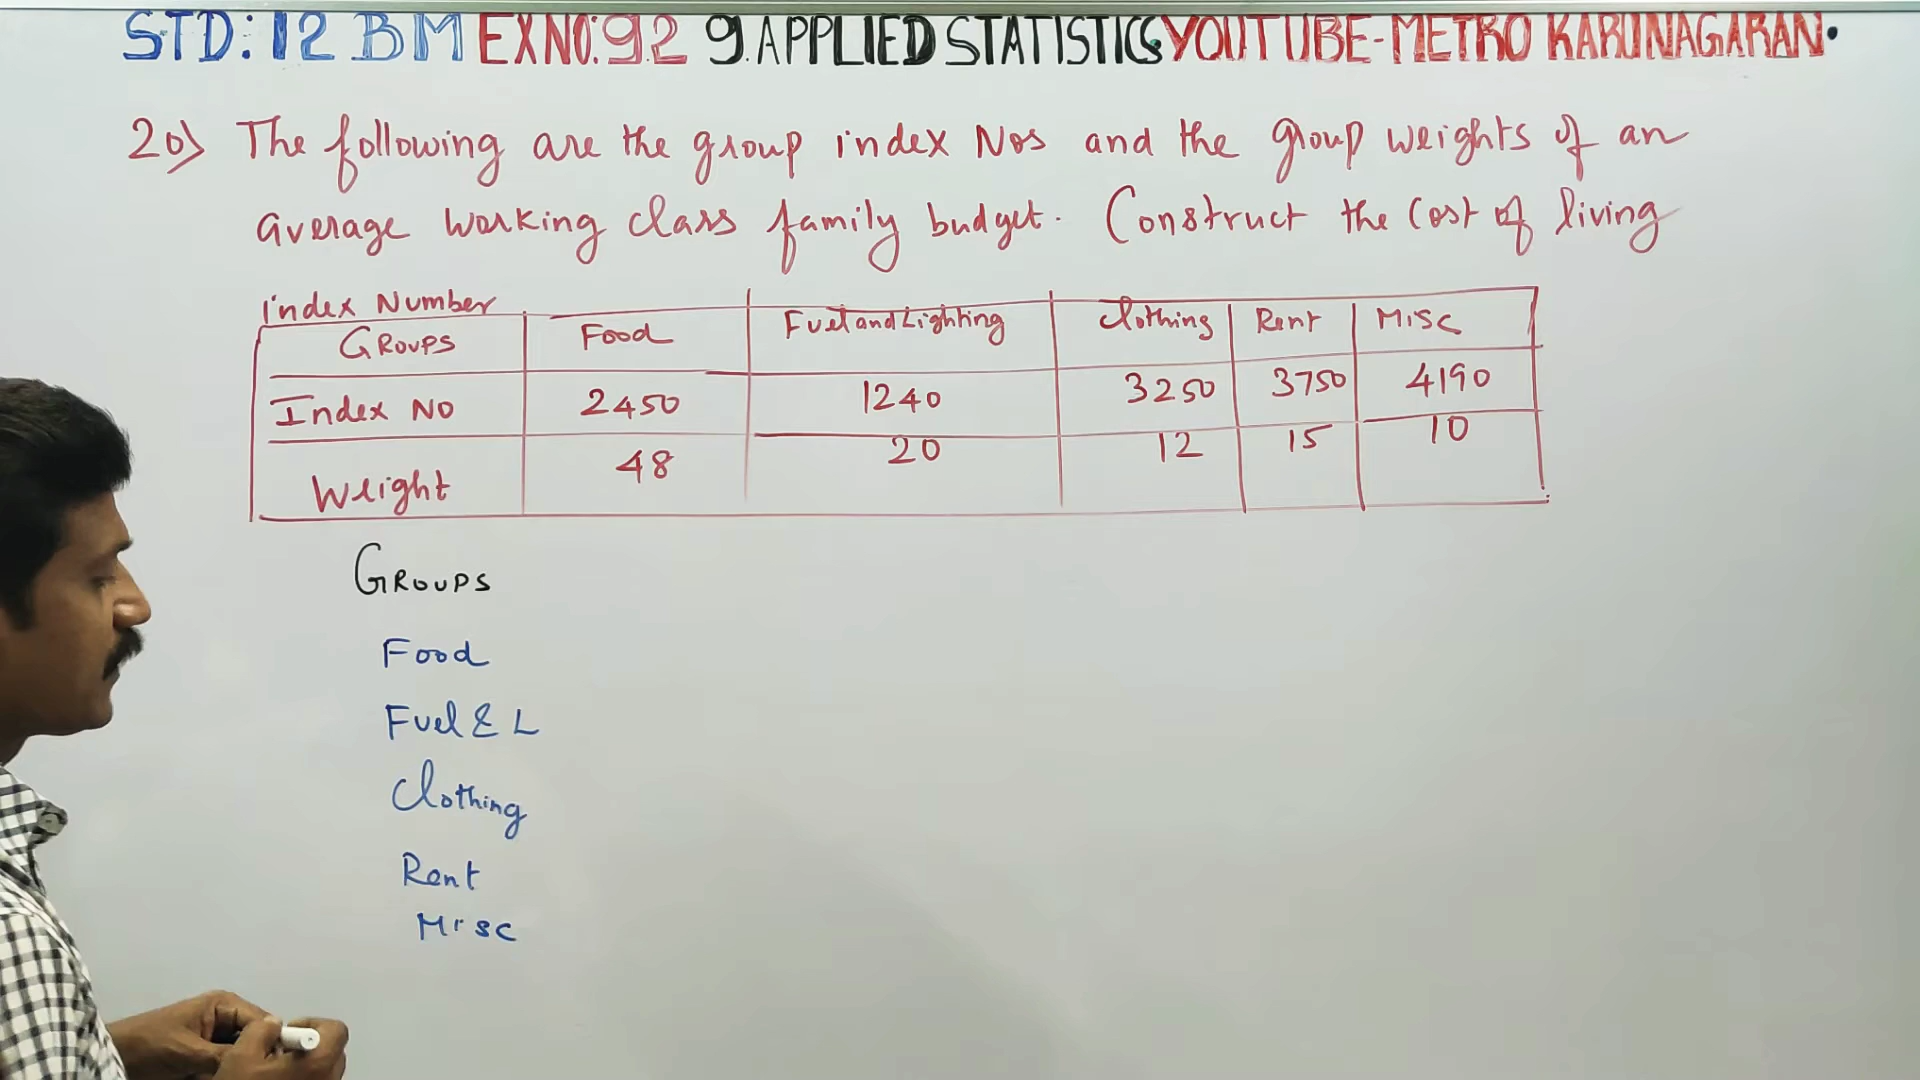 STD: 12 BM EX NO: 9.2 9. APPLIED STATISTICS YOUTUBE-METRO KARUNAGARAN.
20) The following are the group index Nos and the group weights of an
average working class family budget. Construct the Cost of living
index Number
GROUPS Food Fuel and Lighting Clothing Rent Misc
Index No 2450 1240 3250 3750 4190
Weight 48 20 12 15 10
GROUPS
Food
Fuel & L
Clothing
Rent
Misc